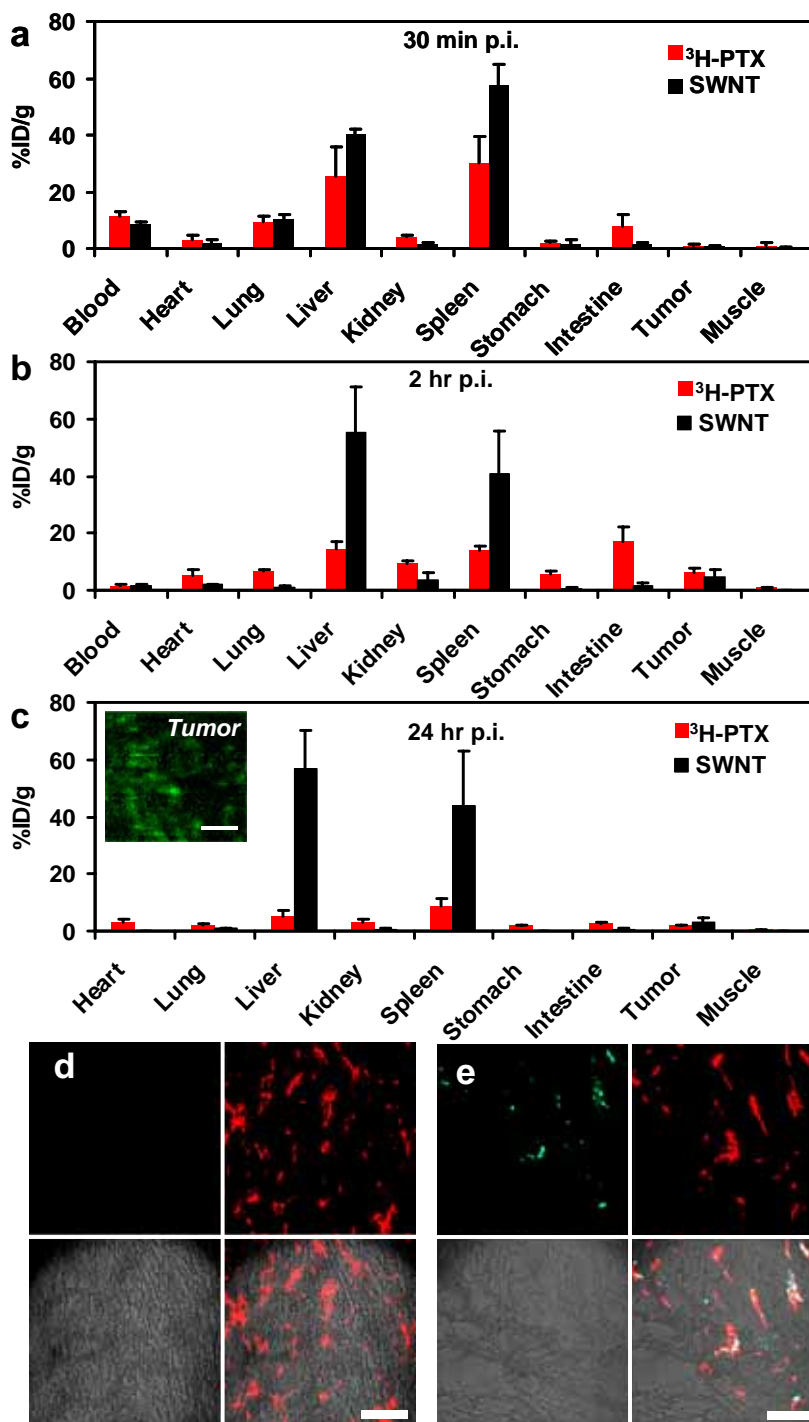 a
30 min p.i.
³H-PTX
SWNT
%ID/g
80
60
40
20
0
Blood Heart Lung Liver Kidney Spleen Stomach Intestine Tumor Muscle
b
2 hr p.i.
³H-PTX
SWNT
%ID/g
80
60
40
20
0
Blood Heart Lung Liver Kidney Spleen Stomach Intestine Tumor Muscle
c
Tumor
24 hr p.i.
³H-PTX
SWNT
%ID/g
80
60
40
20
0
Heart Lung Liver Kidney Spleen Stomach Intestine Tumor Muscle
d
e